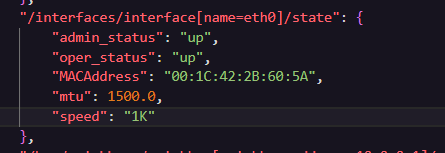 },
"/interfaces/interface[name=eth0]/state": {
"admin_status": "up",
"oper_status": "up",
"MACAddress": "00:1C:42:2B:60:5A",
"mtu": 1500.0,
"speed": "1K"
},